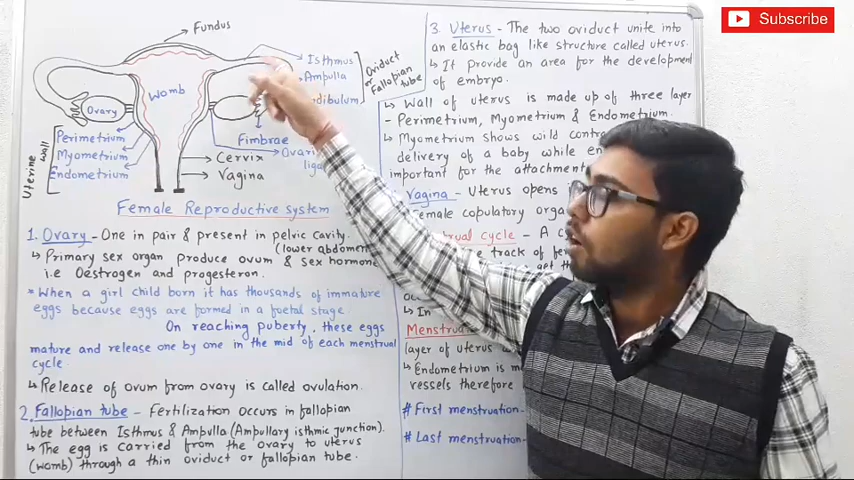 Subscribe
Fundus
Isthmus
Ampulla
Oviduct
or
Fallopian
tube
Womb
Ovary
Fimbrae
Perimetrium
Myometrium
Endometrium
Uterine
wall
Cervix
Vagina
Female Reproductive System
1. Ovary - One in pair & present in pelvic cavity.
(lower abdomen
↳ Primary sex organ produce ovum & sex hormone
i.e Oestrogen and progesteron.
* When a girl child born it has thousands of immature
eggs because eggs are formed in a foetal stage.
On reaching puberty, these eggs
mature and release one by one in the mid of each menstrual
cycle.
↳ Release of ovum from ovary is called ovulation.
2. Fallopian tube - Fertilization occurs in fallopian
tube between Isthmus & Ampulla (Ampullary isthmic junction).
↳ The egg is carried from the ovary to uterus
(womb) through a thin oviduct or fallopian tube.
3. Uterus - The two oviduct unite into
an elastic bag like structure called uterus.
↳ It provide an area for the development
of embryo.
↳ Wall of uterus is made up of three layer
- Perimetrium, Myometrium & Endometrium
↳ Myometrium shows wild
delivery of a baby while
important for the attachment
Vagina - Uterus opens
female copulatory
cycle - A
track of
layer of uterus
↳ Endometrium is
vessels therefore
# First menstruation -
# Last menstruation -